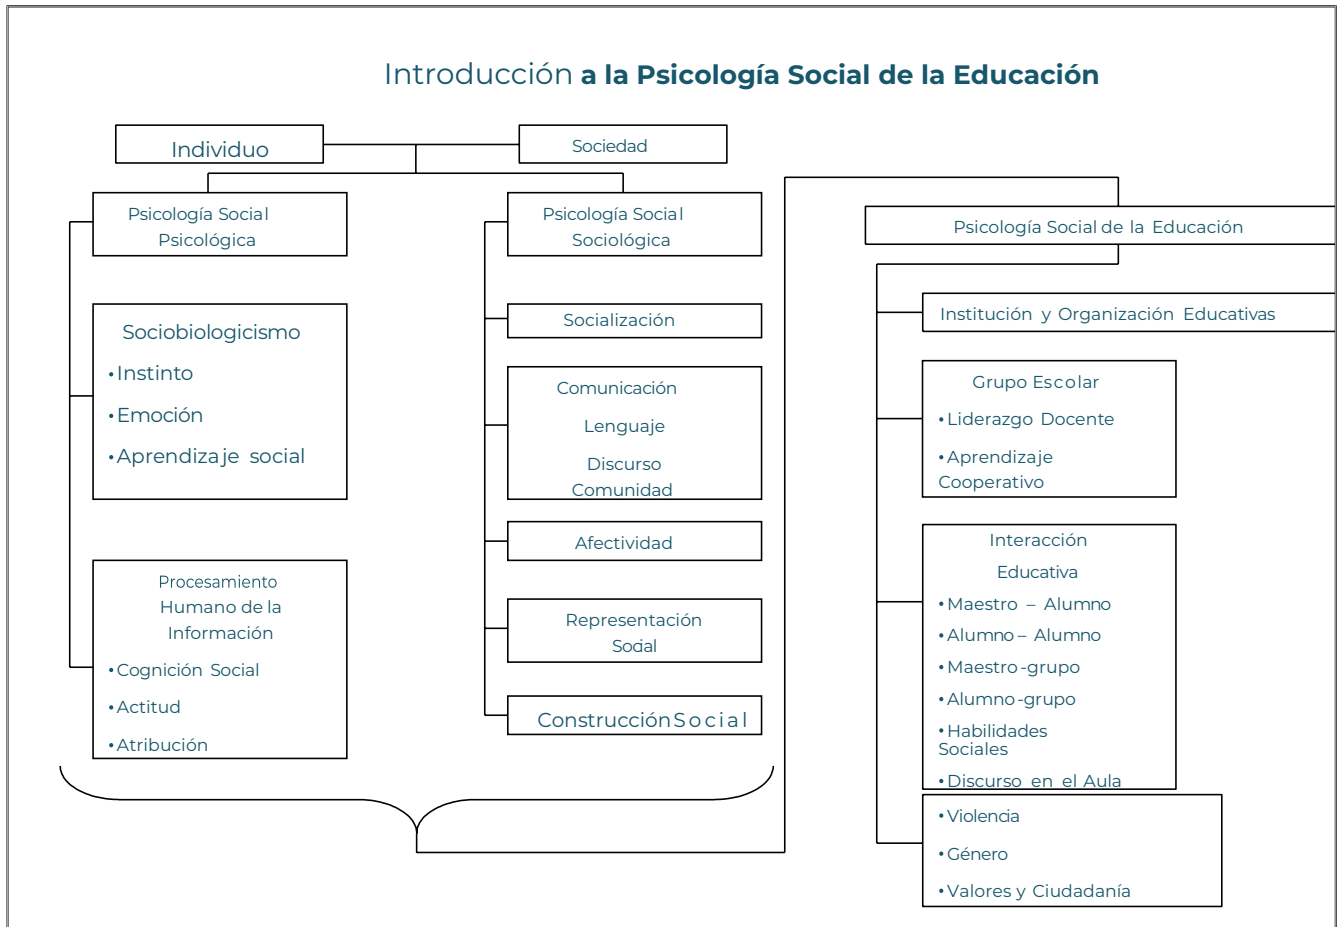 Introducción a la Psicología Social de la Educación
Individuo
Sociedad
Psicología Social
Psicológica
Sociobiologicismo
•Instinto
•Emoción
•Aprendizaje social
Procesamiento
Humano de la
Información
•Cognición Social
•Actitud
•Atribución
Psicología Social
Sociológica
Socialización
Comunicación
Lenguaje
Discurso
Comunidad
Afectividad
Representación
Social
Construcción Social
Psicología Social de la Educación
Institución y Organización Educativas
Grupo Escolar
•Liderazgo Docente
•Aprendizaje
Cooperativo
Interacción
Educativa
•Maestro – Alumno
•Alumno – Alumno
•Maestro-grupo
•Alumno-grupo
•Habilidades
Sociales
•Discurso en el Aula
•Violencia
•Género
•Valores y Ciudadanía